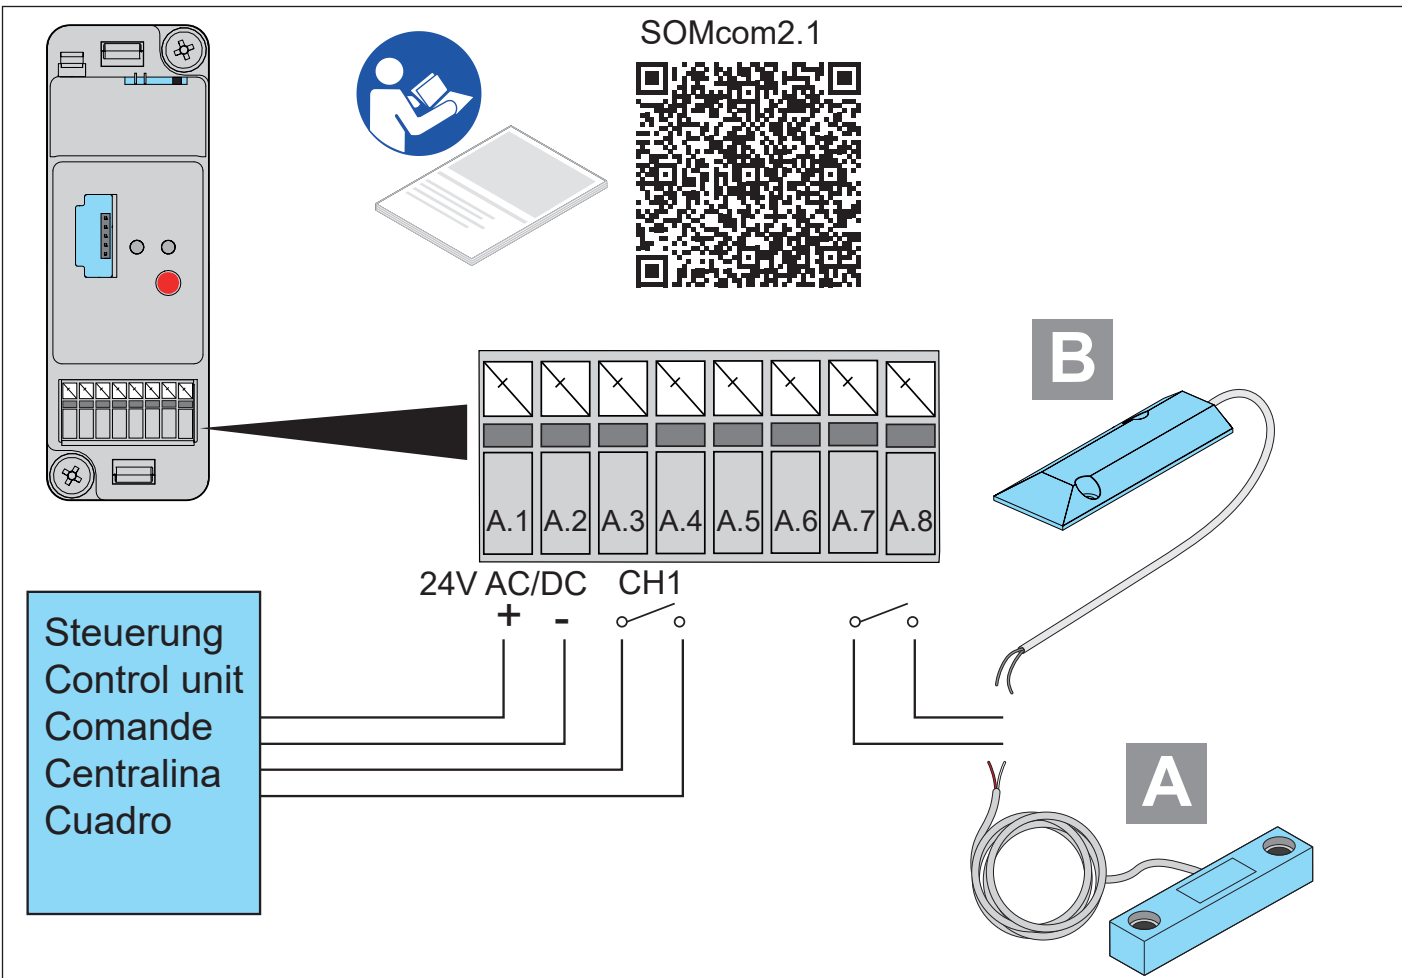 SOMcom2.1
B
A.1 A.2 A.3 A.4 A.5 A.6 A.7 A.8
24V AC/DC CH1
+ -
Steuerung
Control unit
Comande
Centralina
Cuadro
A